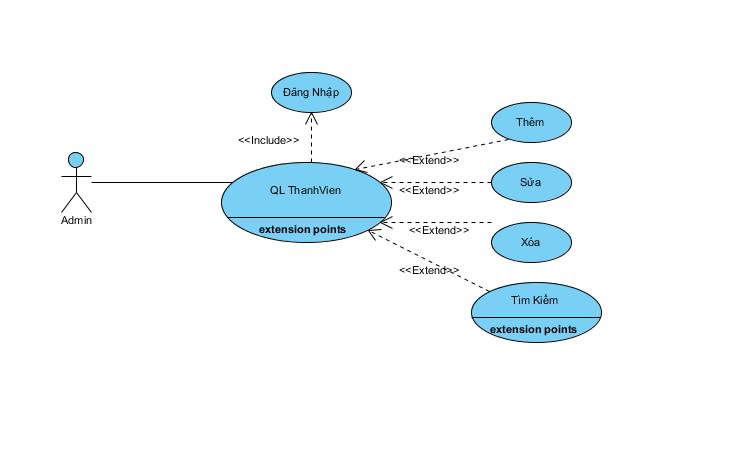 Đăng Nhập
<<Include>>
Thêm
<<Extend>>
Sửa
<<Extend>>
QL ThanhVien
extension points
Admin
<<Extend>>
Xóa
<<Extend>>
Tìm Kiếm
extension points